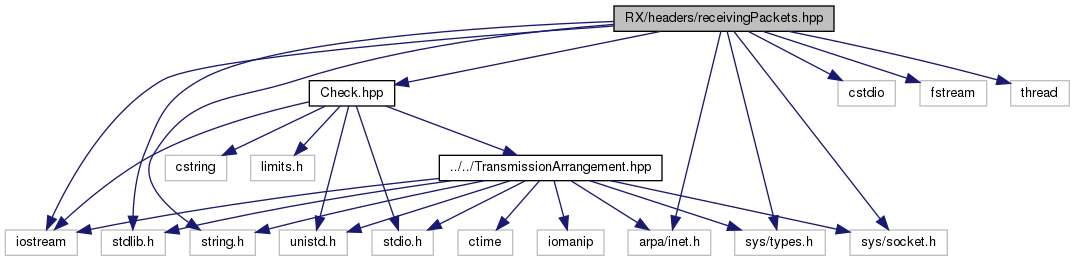 RX/headers/receivingPackets.hpp
Check.hpp
cstdio
fstream
thread
cstring
limits.h
../../TransmissionArrangement.hpp
iostream
stdlib.h
string.h
unistd.h
stdio.h
ctime
iomanip
arpa/inet.h
sys/types.h
sys/socket.h